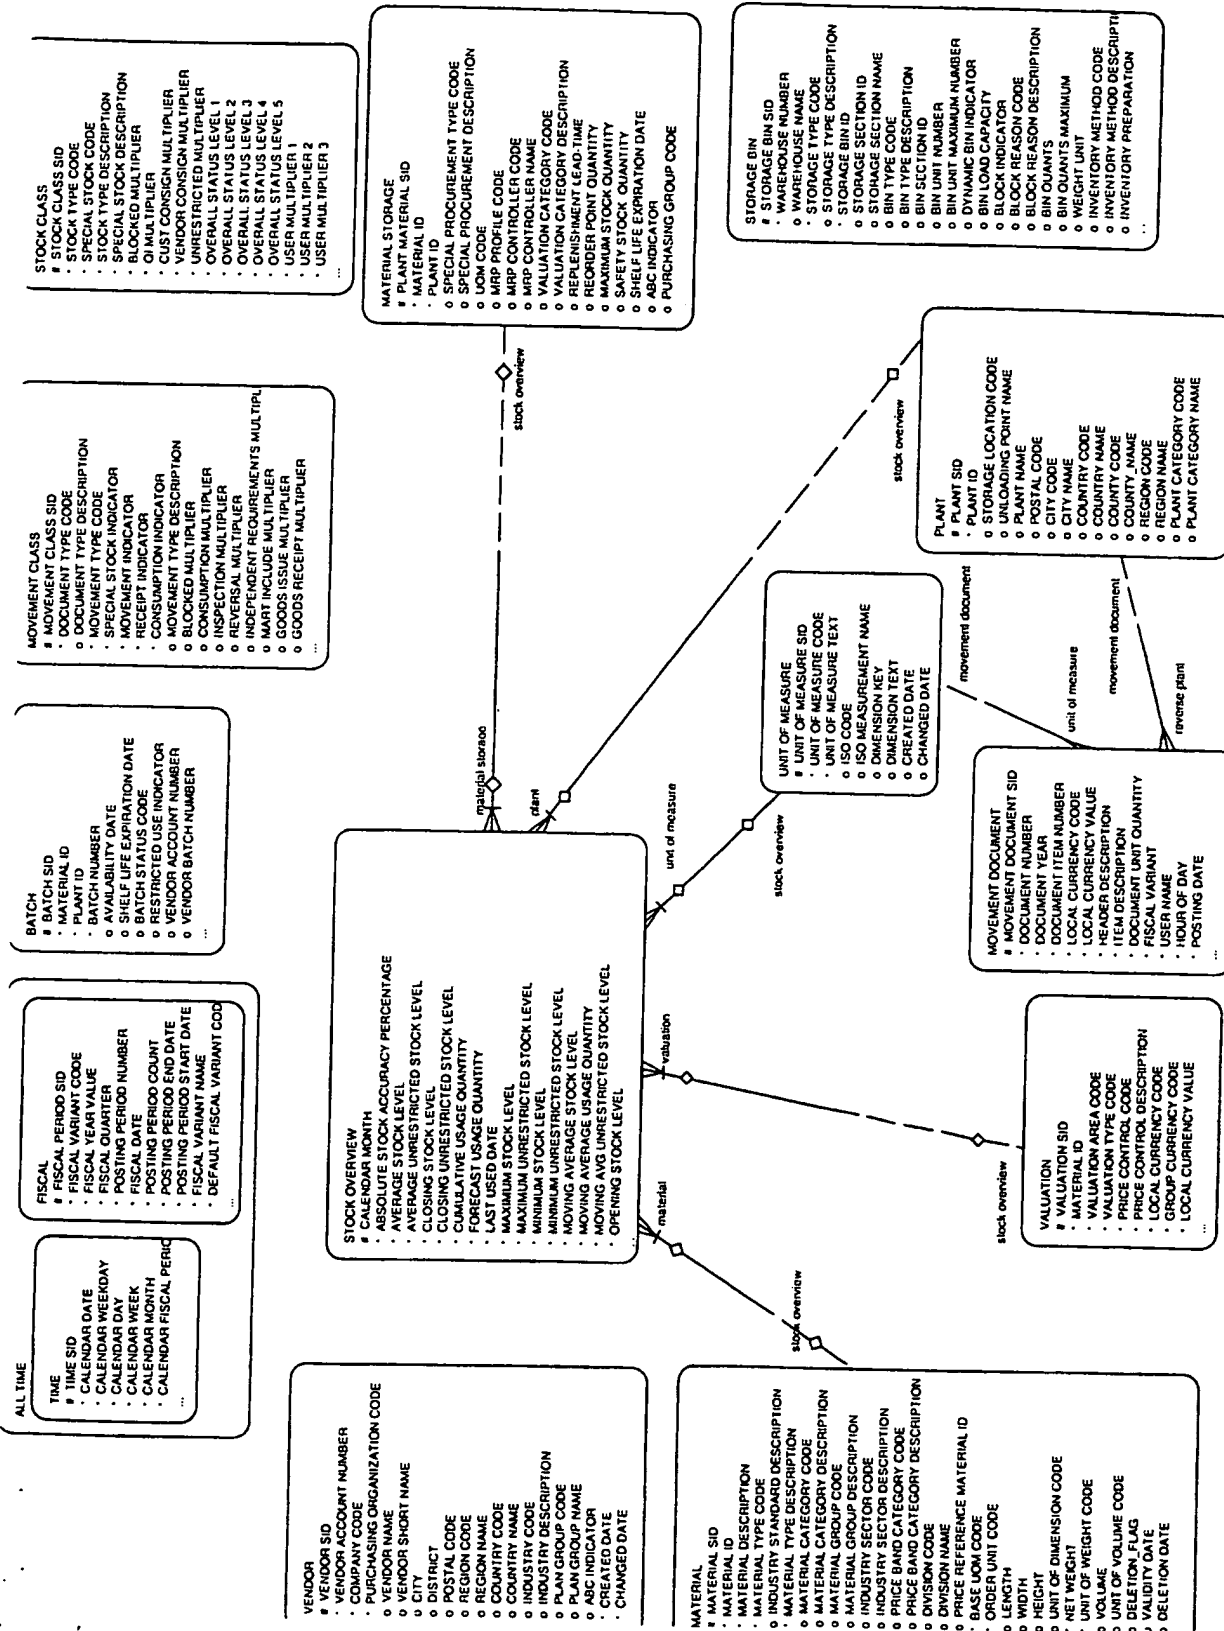 ALL TIME
TIME
# TIME SID
· CALENDAR DATE
· CALENDAR WEEKDAY
· CALENDAR DAY
· CALENDAR WEEK
· CALENDAR MONTH
· CALENDAR FISCAL PERIO
...
FISCAL
# FISCAL PERIOD SID
· FISCAL VARIANT CODE
· FISCAL YEAR VALUE
· FISCAL QUARTER
· POSTING PERIOD NUMBER
· FISCAL DATE
· POSTING PERIOD COUNT
· POSTING PERIOD END DATE
· POSTING PERIOD START DATE
· FISCAL VARIANT NAME
· DEFAULT FISCAL VARIANT COD
...
BATCH
# BATCH SID
· MATERIAL ID
· PLANT ID
· BATCH NUMBER
o AVAILABILITY DATE
o SHELF LIFE EXPIRATION DATE
o BATCH STATUS CODE
o RESTRICTED USE INDICATOR
o VENDOR ACCOUNT NUMBER
o VENDOR BATCH NUMBER
...
MOVEMENT CLASS
# MOVEMENT CLASS SID
· DOCUMENT TYPE CODE
o DOCUMENT TYPE DESCRIPTION
· MOVEMENT TYPE CODE
· SPECIAL STOCK INDICATOR
· MOVEMENT INDICATOR
· RECEIPT INDICATOR
· CONSUMPTION INDICATOR
o MOVEMENT TYPE DESCRIPTION
o BLOCKED MULTIPLIER
o CONSUMPTION MULTIPLIER
o INSPECTION MULTIPLIER
o REVERSAL MULTIPLIER
o INDEPENDENT REQUIREMENTS MULTIPL
o MART INCLUDE MULTIPLIER
o GOODS ISSUE MULTIPLIER
o GOODS RECEIPT MULTIPLIER
...
STOCK CLASS
# STOCK CLASS SID
· STOCK TYPE CODE
· SPECIAL STOCK CODE
· STOCK TYPE DESCRIPTION
· SPECIAL STOCK DESCRIPTION
· BLOCKED MULTIPLIER
· QI MULTIPLIER
· CUST CONSIGN MULTIPLIER
· VENDOR CONSIGN MULTIPLIER
· UNRESTRICTED MULTIPLIER
· OVERALL STATUS LEVEL 1
· OVERALL STATUS LEVEL 2
· OVERALL STATUS LEVEL 3
· OVERALL STATUS LEVEL 4
· OVERALL STATUS LEVEL 5
· USER MULTIPLIER 1
· USER MULTIPLIER 2
· USER MULTIPLIER 3
...
VENDOR
# VENDOR SID
· VENDOR ACCOUNT NUMBER
· COMPANY CODE
· PURCHASING ORGANIZATION CODE
o VENDOR NAME
o VENDOR SHORT NAME
o CITY
o DISTRICT
o POSTAL CODE
o REGION CODE
o REGION NAME
o COUNTRY CODE
o COUNTRY NAME
o INDUSTRY CODE
o INDUSTRY DESCRIPTION
o PLAN GROUP CODE
o PLAN GROUP NAME
o ABC INDICATOR
· CREATED DATE
· CHANGED DATE
STOCK OVERVIEW
# CALENDAR MONTH
· ABSOLUTE STOCK ACCURACY PERCENTAGE
· AVERAGE STOCK LEVEL
· AVERAGE UNRESTRICTED STOCK LEVEL
· CLOSING STOCK LEVEL
· CLOSING UNRESTRICTED STOCK LEVEL
· CUMULATIVE USAGE QUANTITY
· FORECAST USAGE QUANTITY
· LAST USED DATE
· MAXIMUM STOCK LEVEL
· MAXIMUM UNRESTRICTED STOCK LEVEL
· MINIMUM STOCK LEVEL
· MINIMUM UNRESTRICTED STOCK LEVEL
· MOVING AVERAGE STOCK LEVEL
· MOVING AVERAGE USAGE QUANTITY
· MOVING AVG UNRESTRICTED STOCK LEVEL
· OPENING STOCK LEVEL
...
MATERIAL STORAGE
# PLANT MATERIAL SID
· MATERIAL ID
· PLANT ID
o SPECIAL PROCUREMENT TYPE CODE
o SPECIAL PROCUREMENT DESCRIPTION
o UOM CODE
o MRP PROFILE CODE
o MRP CONTROLLER CODE
o MRP CONTROLLER NAME
o VALUATION CATEGORY CODE
o VALUATION CATEGORY DESCRIPTION
o REPLENISHMENT LEAD-TIME
o REORDER POINT QUANTITY
o MAXIMUM STOCK QUANTITY
o SAFETY STOCK QUANTITY
o SHELF LIFE EXPIRATION DATE
o ABC INDICATOR
o PURCHASING GROUP CODE
material storage
stock overview
plant
stock overview
unit of measure
stock overview
valuation
stock overview
material
stock overview
MATERIAL
# MATERIAL SID
· MATERIAL ID
· MATERIAL DESCRIPTION
· MATERIAL TYPE CODE
o INDUSTRY STANDARD DESCRIPTION
· MATERIAL TYPE DESCRIPTION
o MATERIAL CATEGORY CODE
o MATERIAL CATEGORY DESCRIPTION
o MATERIAL GROUP CODE
o MATERIAL GROUP DESCRIPTION
o INDUSTRY SECTOR CODE
o INDUSTRY SECTOR DESCRIPTION
o PRICE BAND CATEGORY CODE
o PRICE BAND CATEGORY DESCRIPTION
o DIVISION CODE
o DIVISION NAME
o PRICE REFERENCE MATERIAL ID
· BASE UOM CODE
· ORDER UNIT CODE
o LENGTH
o WIDTH
o HEIGHT
o UNIT OF DIMENSION CODE
· NET WEIGHT
· UNIT OF WEIGHT CODE
o VOLUME
o UNIT OF VOLUME CODE
o DELETION_FLAG
o VALIDITY DATE
o DELETION DATE
VALUATION
# VALUATION SID
· MATERIAL ID
· VALUATION AREA CODE
· VALUATION TYPE CODE
· PRICE CONTROL CODE
· PRICE CONTROL DESCRIPTION
· LOCAL CURRENCY CODE
· GROUP CURRENCY CODE
· LOCAL CURRENCY VALUE
...
UNIT OF MEASURE
# UNIT OF MEASURE SID
· UNIT OF MEASURE CODE
· UNIT OF MEASURE TEXT
o ISO CODE
o ISO MEASUREMENT NAME
o DIMENSION KEY
o DIMENSION TEXT
o CREATED DATE
o CHANGED DATE
movement document
unit of measure
movement document
reverse plant
MOVEMENT DOCUMENT
# MOVEMENT DOCUMENT SID
· DOCUMENT NUMBER
· DOCUMENT YEAR
· DOCUMENT ITEM NUMBER
· LOCAL CURRENCY CODE
· LOCAL CURRENCY VALUE
· HEADER DESCRIPTION
· ITEM DESCRIPTION
· DOCUMENT UNIT QUANTITY
· FISCAL VARIANT
· USER NAME
· HOUR OF DAY
· POSTING DATE
...
PLANT
# PLANT SID
· PLANT ID
o STORAGE LOCATION CODE
o UNLOADING POINT NAME
o PLANT NAME
o POSTAL CODE
o CITY CODE
o CITY NAME
o COUNTRY CODE
o COUNTRY NAME
o COUNTY CODE
o COUNTY_NAME
o REGION CODE
o REGION NAME
o PLANT CATEGORY CODE
o PLANT CATEGORY NAME
STORAGE BIN
# STORAGE BIN SID
· WAREHOUSE NUMBER
o WAREHOUSE NAME
· STORAGE TYPE CODE
o STORAGE TYPE DESCRIPTION
· STORAGE BIN ID
o STORAGE SECTION ID
o STORAGE SECTION NAME
o BIN TYPE CODE
o BIN TYPE DESCRIPTION
o BIN SECTION ID
o BIN UNIT NUMBER
o BIN UNIT MAXIMUM NUMBER
o DYNAMIC BIN INDICATOR
o BIN LOAD CAPACITY
o BLOCK INDICATOR
o BLOCK REASON CODE
o BLOCK REASON DESCRIPTION
o BIN QUANTS
o BIN QUANTS MAXIMUM
o WEIGHT UNIT
o INVENTORY METHOD CODE
o INVENTORY METHOD DESCRIPTI
o INVENTORY PREPARATION
...